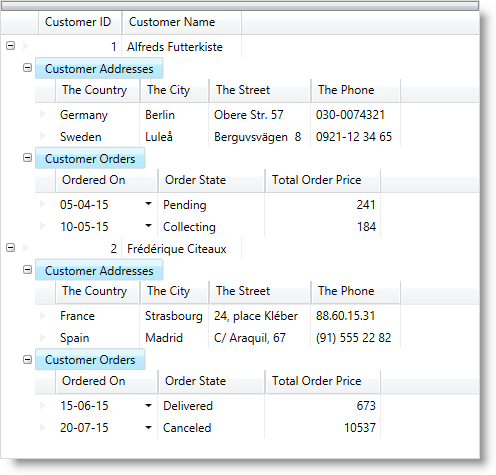 Customer ID Customer Name
1 Alfreds Futterkiste
Customer Addresses
The Country The City The Street The Phone
Germany Berlin Obere Str. 57 030-0074321
Sweden Luleå Berguvsvägen 8 0921-12 34 65
Customer Orders
Ordered On Order State Total Order Price
05-04-15 Pending 241
10-05-15 Collecting 184
2 Frédérique Citeaux
Customer Addresses
The Country The City The Street The Phone
France Strasbourg 24, place Kléber 88.60.15.31
Spain Madrid C/ Araquil, 67 (91) 555 22 82
Customer Orders
Ordered On Order State Total Order Price
15-06-15 Delivered 673
20-07-15 Canceled 10537